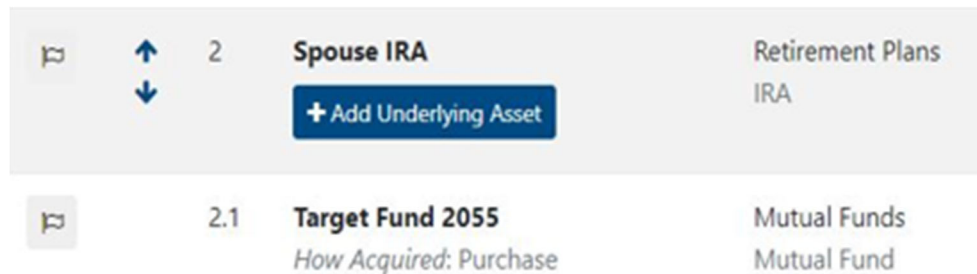 2 Spouse IRA Retirement Plans
+ Add Underlying Asset IRA
2.1 Target Fund 2055 Mutual Funds
How Acquired: Purchase Mutual Fund